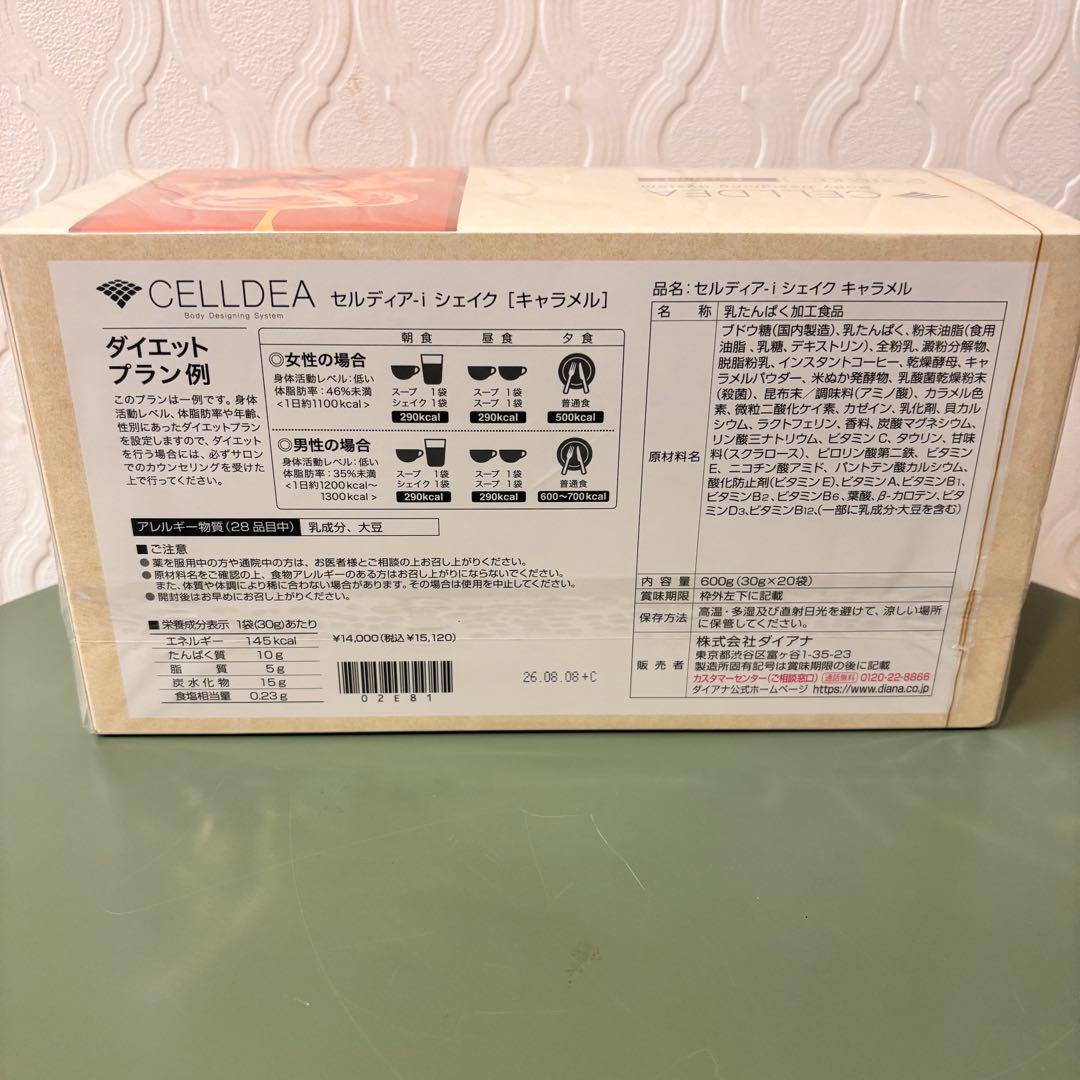 CELLDEA
Body Designing System
CELLDEA
Body Designing System
セルディア-i シェイク [キャラメル]
ダイエット
プラン例
このプランは一例です。身体
活動レベル、体脂肪率や年齢、
性別にあったダイエットプラン
を設定しますので、ダイエット
を行う場合には、必ずサロン
でのカウンセリングを受けた
上で行ってください。
朝食 昼食 夕食
◎女性の場合
身体活動レベル:低い
体脂肪率:46%未満
<1日約1100kcal>
スープ 1袋
シェイク 1袋
290kcal
スープ 1袋
スープ 1袋
290kcal
普通食
500kcal
◎男性の場合
身体活動レベル:低い
体脂肪率:35%未満
<1日約1200kcal~
1300kcal>
スープ 1袋
シェイク 1袋
290kcal
スープ 1袋
スープ 1袋
290kcal
普通食
600~700kcal
アレルギー物質(28品目中) 乳成分、大豆
■ご注意
●薬を服用中の方や通院中の方は、お医者様とご相談の上お召し上がりください。
●原材料名をご確認の上、食物アレルギーのある方はお召し上がりにならないでください。
また、体質や体調により稀に合わない場合があります。その場合は使用を中止してください。
●開封後はお早めにお召し上がりください。
■栄養成分表示 1袋(30g)あたり
エネルギー 145kcal
たんぱく質 10g
脂質 5g
炭水化物 15g
食塩相当量 0.23g
¥14,000(税込 ¥15,120)
02E81
26.08.08+C
品名:セルディア-i シェイク キャラメル
名称 乳たんぱく加工食品
原材料名
ブドウ糖(国内製造)、乳たんぱく、粉末油脂(食用
油脂、乳糖、デキストリン)、全粉乳、澱粉分解物、
脱脂粉乳、インスタントコーヒー、乾燥酵母、キャ
ラメルパウダー、米ぬか発酵物、乳酸菌乾燥粉末
(殺菌)、昆布末/調味料(アミノ酸)、カラメル色
素、微粒二酸化ケイ素、カゼイン、乳化剤、貝カル
シウム、ラクトフェリン、香料、炭酸マグネシウム、
リン酸三ナトリウム、ビタミンC、タウリン、甘味
料(スクラロース)、ピロリン酸第二鉄、ビタミン
E、ニコチン酸アミド、パントテン酸カルシウム、
酸化防止剤(ビタミンE)、ビタミンA、ビタミンB1、
ビタミンB2、ビタミンB6、葉酸、β-カロテン、ビタ
ミンD3、ビタミンB12、(一部に乳成分・大豆を含む)
内容量 600g(30g×20袋)
賞味期限 枠外左下に記載
保存方法 高温・多湿及び直射日光を避けて、涼しい場所
に保管してください。
販売者 株式会社ダイアナ
東京都渋谷区富ヶ谷1-35-23
製造所固有記号は賞味期限の後に記載
カスタマーセンター(ご相談窓口) 通話無料 0120-22-8866
ダイアナ公式ホームページ https://www.diana.co.jp